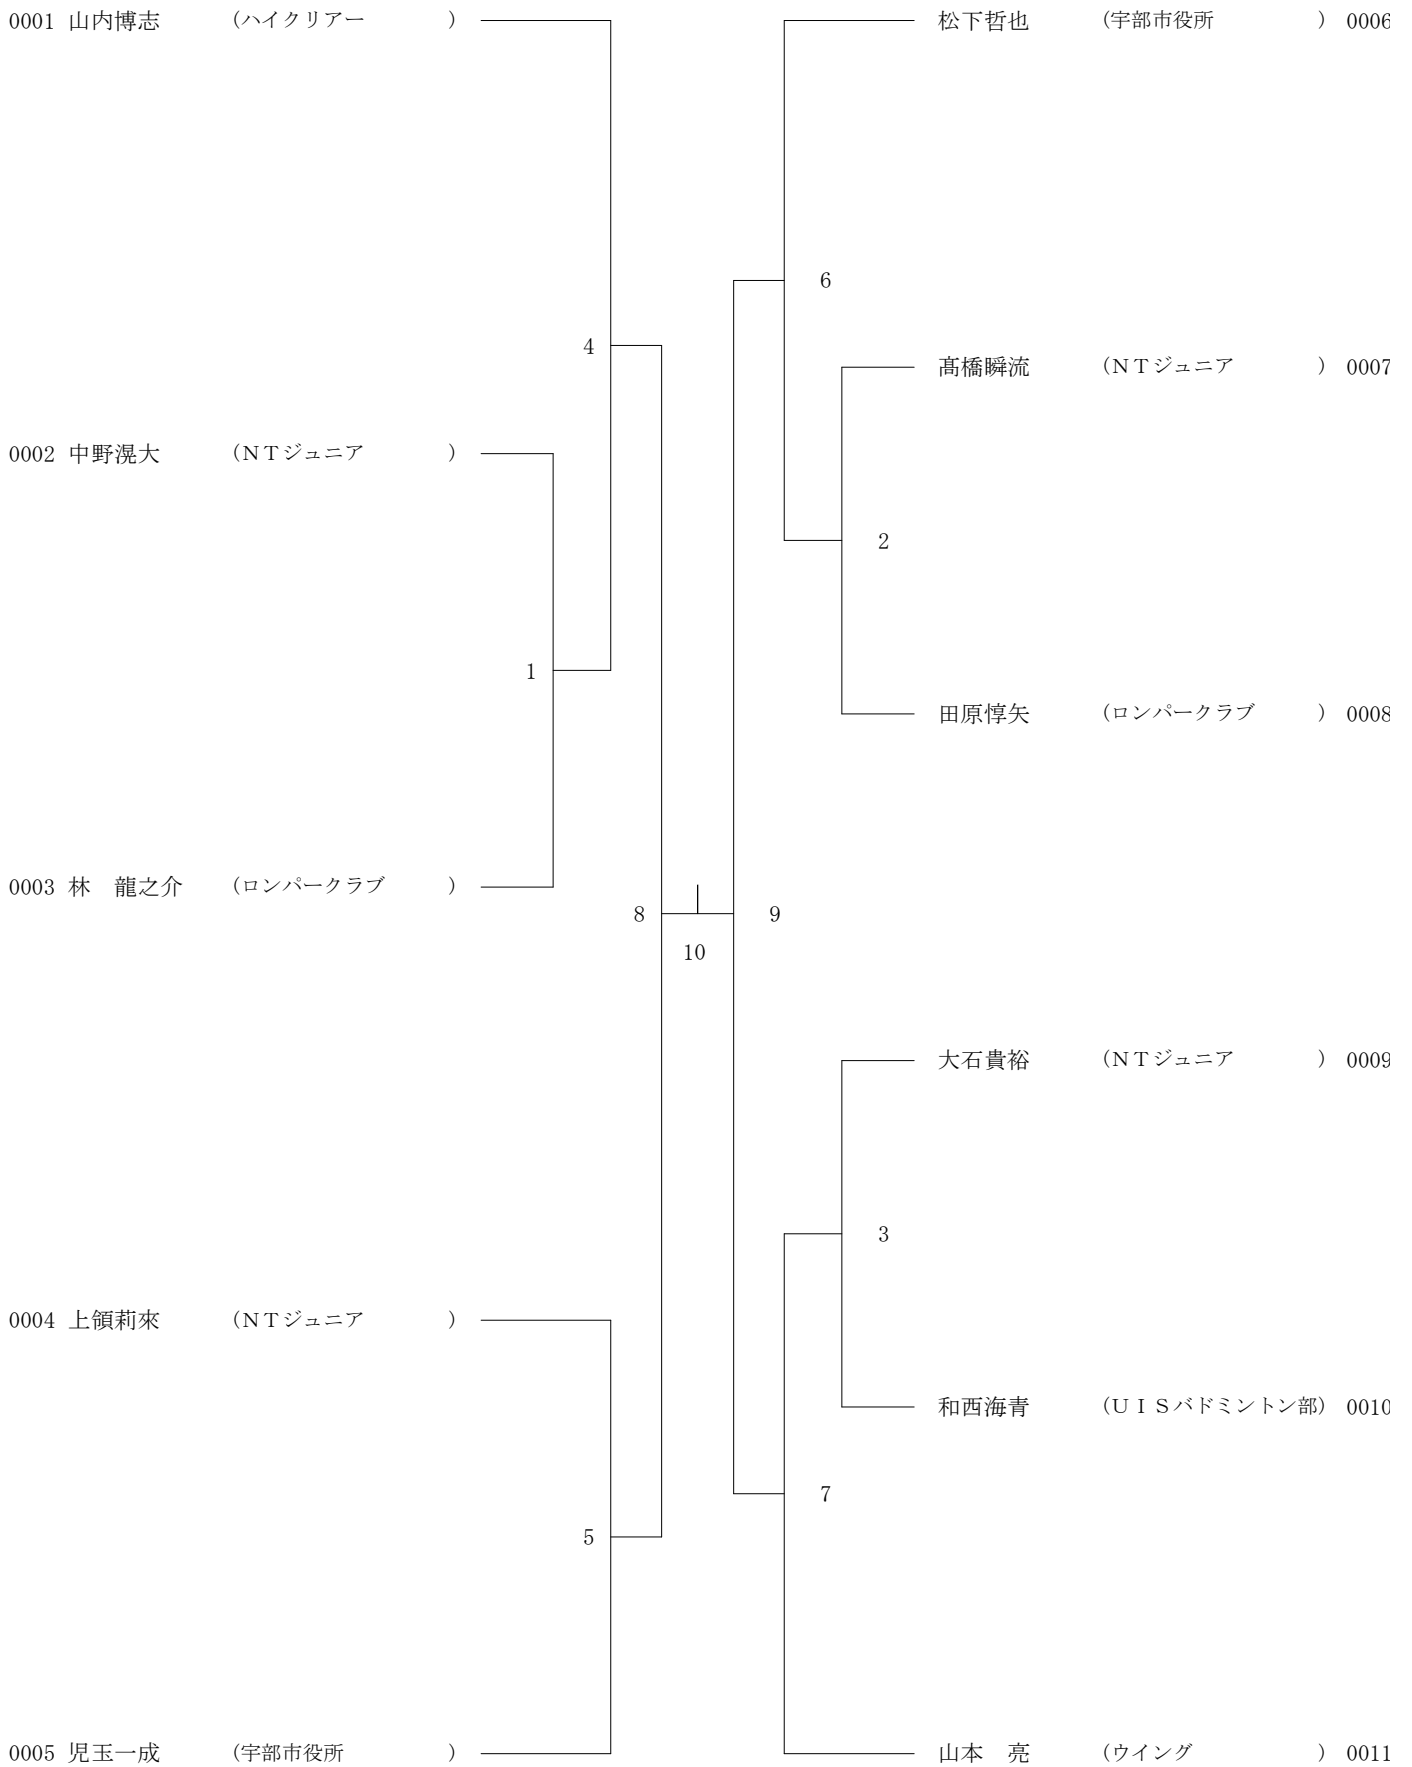 0001 山内博志 （ハイクリアー ）
松下哲也 （宇部市役所 ） 0006
6
4
髙橋瞬流 （ＮＴジュニア ） 0007
0002 中野滉大 （ＮＴジュニア ）
2
1
田原惇矢 （ロンパークラブ ） 0008
0003 林　龍之介 （ロンパークラブ ）
8
9
10
大石貴裕 （ＮＴジュニア ） 0009
3
0004 上領莉來 （ＮＴジュニア ）
和西海青 （ＵＩＳバドミントン部） 0010
7
5
0005 児玉一成 （宇部市役所 ）
山本　亮 （ウイング ） 0011